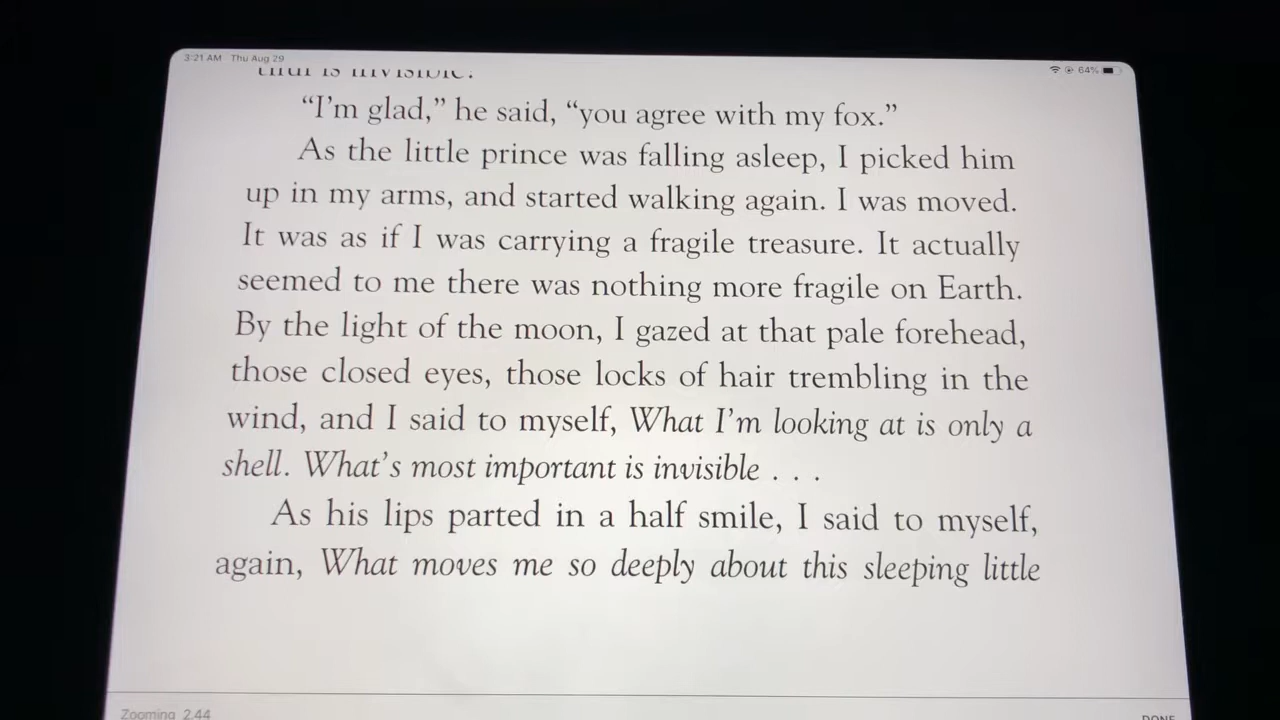 3:21 AM Thu Aug 29
64%
that is invisible.
“I’m glad,” he said, “you agree with my fox.”
As the little prince was falling asleep, I picked him
up in my arms, and started walking again. I was moved.
It was as if I was carrying a fragile treasure. It actually
seemed to me there was nothing more fragile on Earth.
By the light of the moon, I gazed at that pale forehead,
those closed eyes, those locks of hair trembling in the
wind, and I said to myself, What I’m looking at is only a
shell. What’s most important is invisible . . .
As his lips parted in a half smile, I said to myself,
again, What moves me so deeply about this sleeping little
Zooming 2.44
DONE